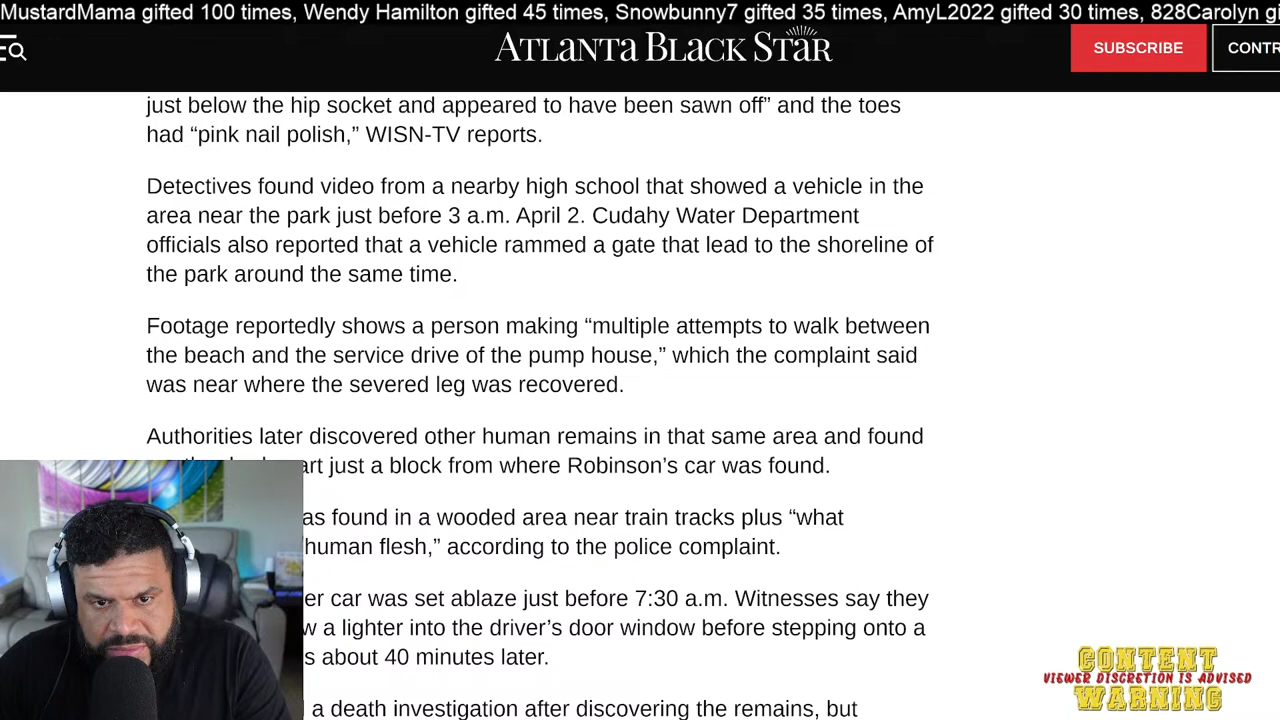 MustardMama gifted 100 times, Wendy Hamilton gifted 45 times, Snowbunny7 gifted 35 times, AmyL2022 gifted 30 times, 828Carolyn gi
ATLANTA BLACK STAR
SUBSCRIBE
CONTR
just below the hip socket and appeared to have been sawn off” and the toes
had “pink nail polish,” WISN-TV reports.
Detectives found video from a nearby high school that showed a vehicle in the
area near the park just before 3 a.m. April 2. Cudahy Water Department
officials also reported that a vehicle rammed a gate that lead to the shoreline of
the park around the same time.
Footage reportedly shows a person making “multiple attempts to walk between
the beach and the service drive of the pump house,” which the complaint said
was near where the severed leg was recovered.
Authorities later discovered other human remains in that same area and found
art just a block from where Robinson’s car was found.
as found in a wooded area near train tracks plus “what
human flesh,” according to the police complaint.
er car was set ablaze just before 7:30 a.m. Witnesses say they
w a lighter into the driver’s door window before stepping onto a
s about 40 minutes later.
a death investigation after discovering the remains, but
CONTENT
VIEWER DISCRETION IS ADVISED
WARNING